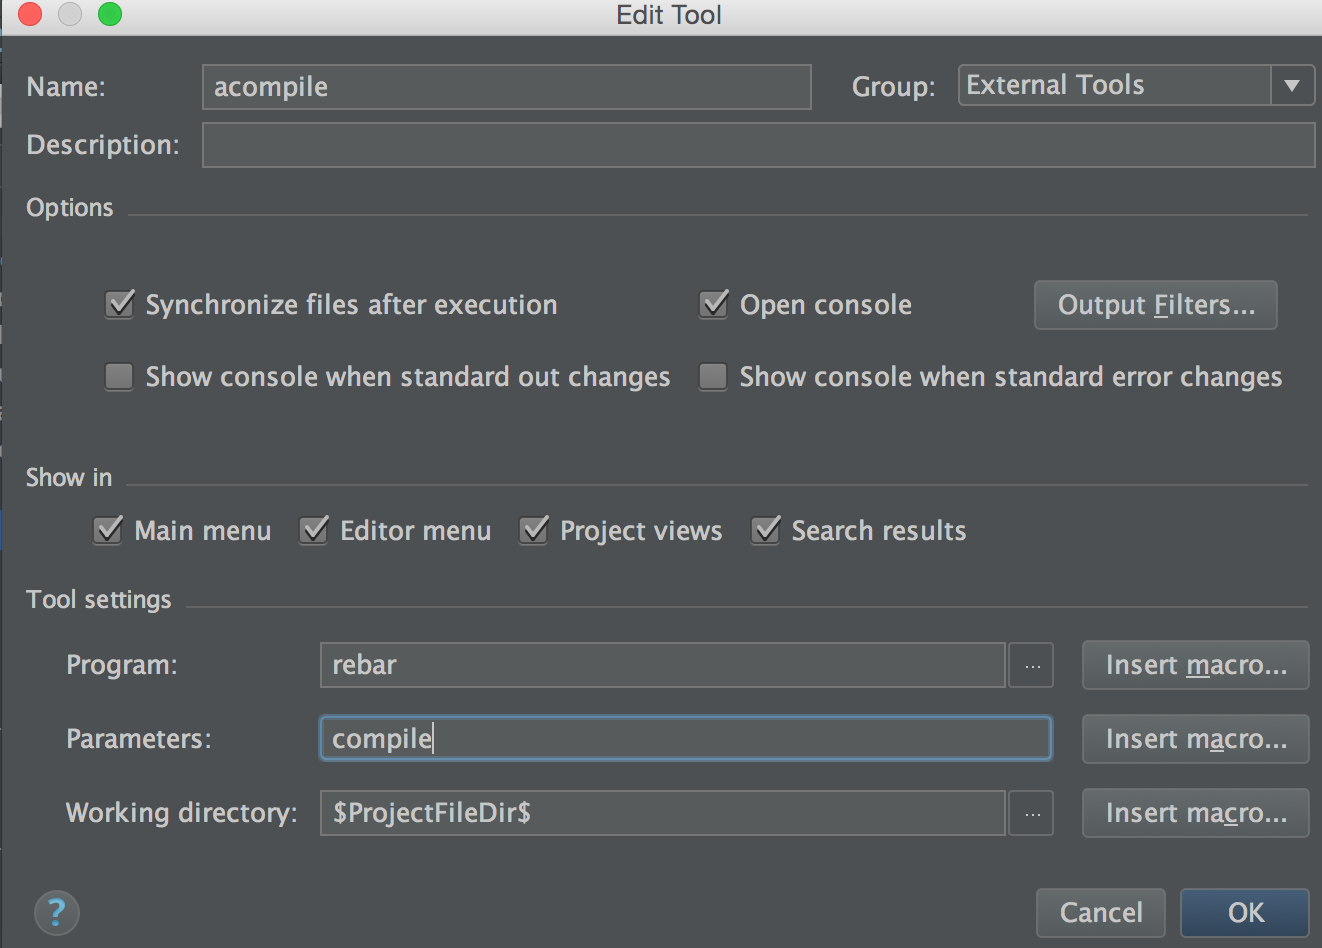 Edit Tool
Name: acompile Group: External Tools
Description:
Options
Synchronize files after execution Open console Output Filters...
Show console when standard out changes Show console when standard error changes
Show in
Main menu Editor menu Project views Search results
Tool settings
Program: rebar ... Insert macro...
Parameters: compile Insert macro...
Working directory: $ProjectFileDir$ ... Insert macro...
? Cancel OK